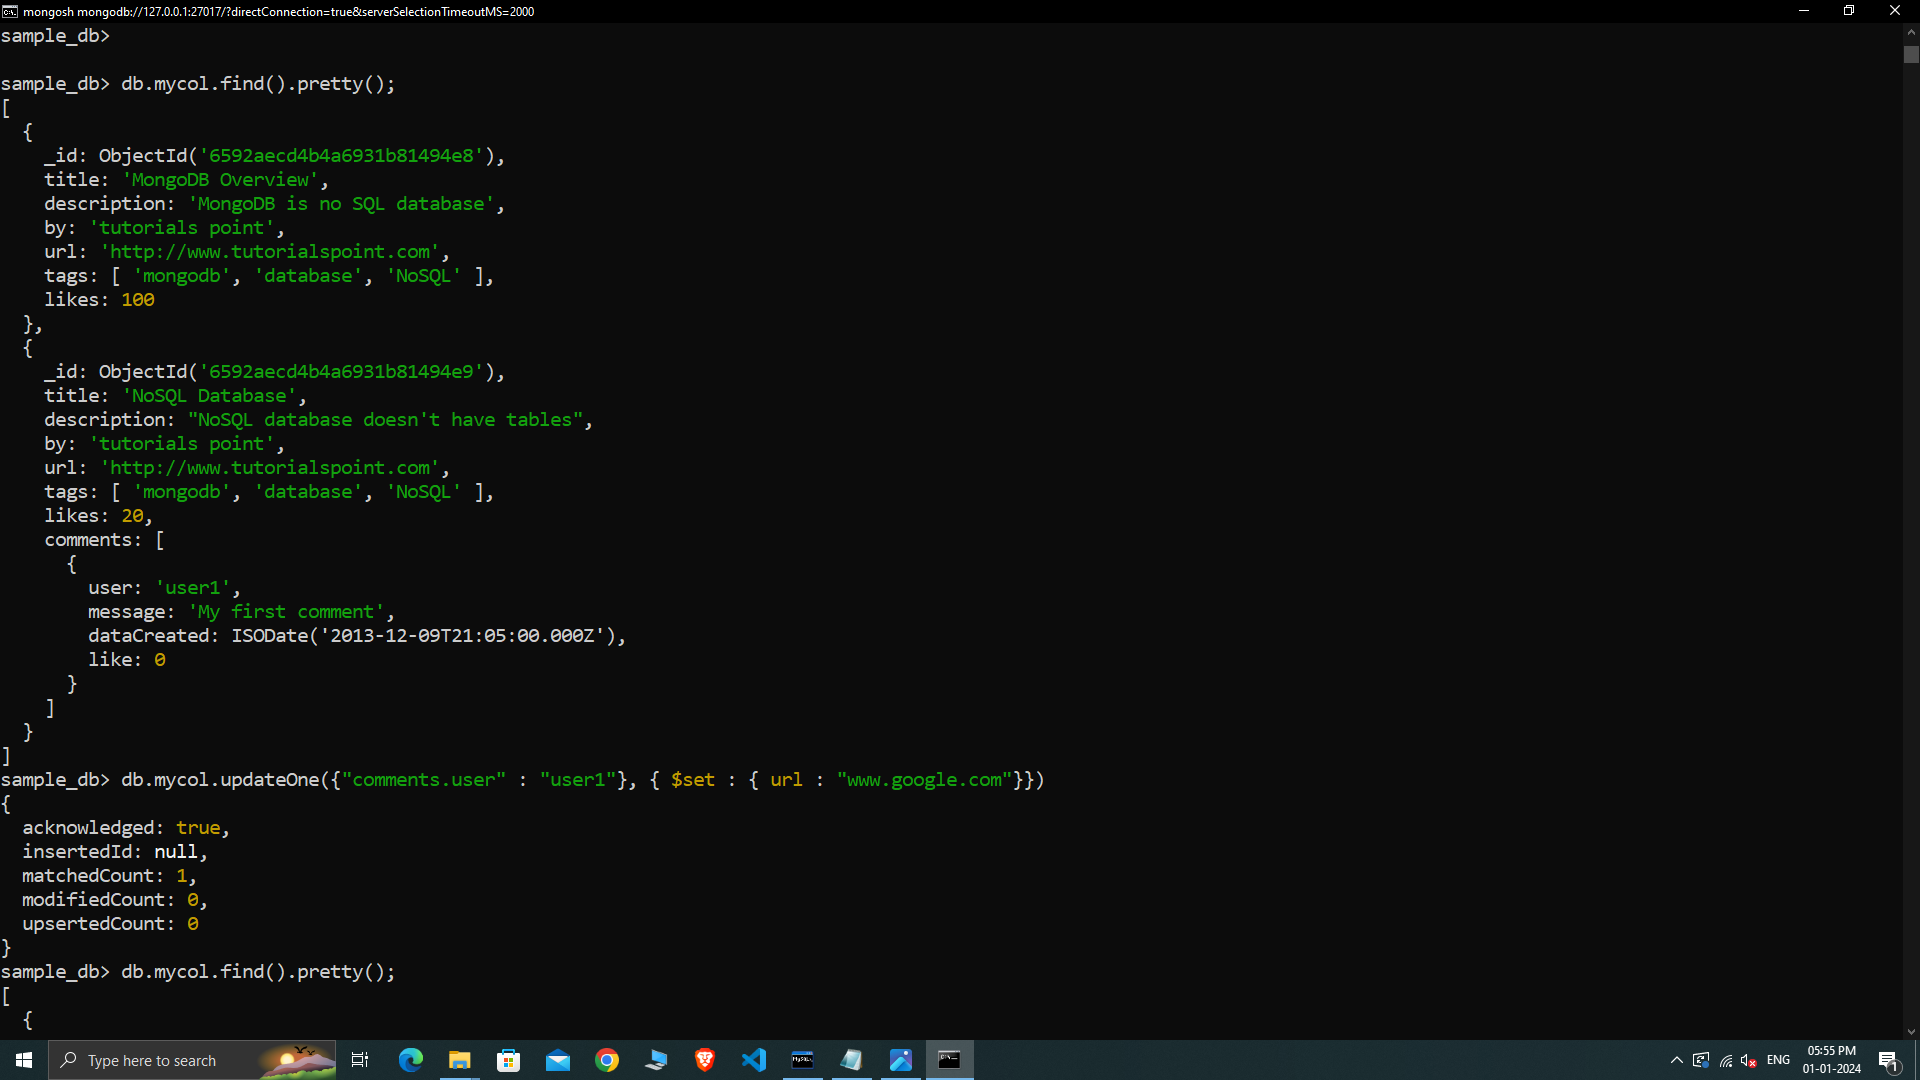 mongosh mongodb://127.0.0.1:27017/?directConnection=true&serverSelectionTimeoutMS=2000
sample_db>
sample_db> db.mycol.find().pretty();
[
  {
    _id: ObjectId('6592aecd4b4a6931b81494e8'),
    title: 'MongoDB Overview',
    description: 'MongoDB is no SQL database',
    by: 'tutorials point',
    url: 'http://www.tutorialspoint.com',
    tags: [ 'mongodb', 'database', 'NoSQL' ],
    likes: 100
  },
  {
    _id: ObjectId('6592aecd4b4a6931b81494e9'),
    title: 'NoSQL Database',
    description: "NoSQL database doesn't have tables",
    by: 'tutorials point',
    url: 'http://www.tutorialspoint.com',
    tags: [ 'mongodb', 'database', 'NoSQL' ],
    likes: 20,
    comments: [
      {
        user: 'user1',
        message: 'My first comment',
        dataCreated: ISODate('2013-12-09T21:05:00.000Z'),
        like: 0
      }
    ]
  }
]
sample_db> db.mycol.updateOne({"comments.user" : "user1"}, { $set : { url : "www.google.com"}})
{
  acknowledged: true,
  insertedId: null,
  matchedCount: 1,
  modifiedCount: 0,
  upsertedCount: 0
}
sample_db> db.mycol.find().pretty();
[
  {
Type here to search
ENG
05:55 PM
01-01-2024
1